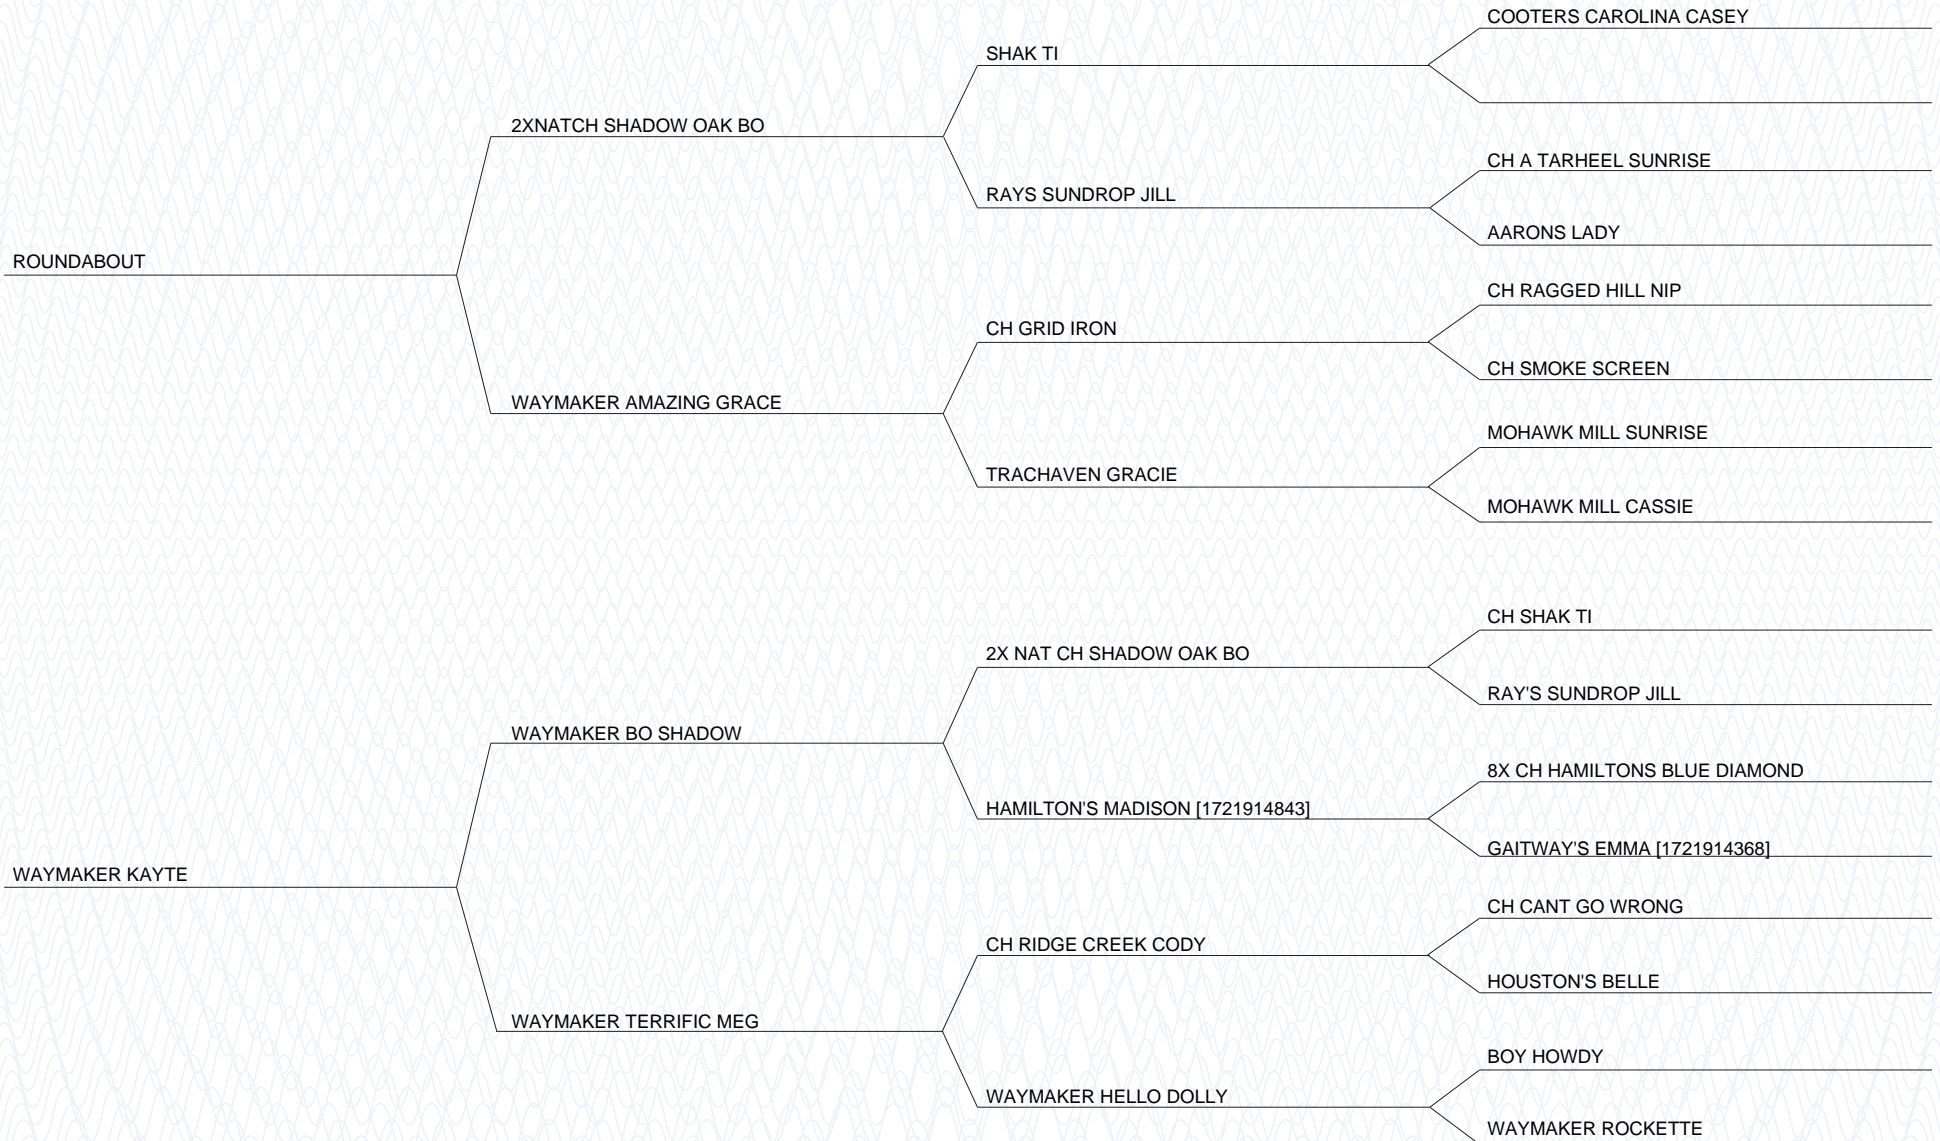 COOTERS CAROLINA CASEY
SHAK TI
2XNATCH SHADOW OAK BO
CH A TARHEEL SUNRISE
RAYS SUNDROP JILL
AARONS LADY
ROUNDABOUT
CH RAGGED HILL NIP
CH GRID IRON
CH SMOKE SCREEN
WAYMAKER AMAZING GRACE
MOHAWK MILL SUNRISE
TRACHAVEN GRACIE
MOHAWK MILL CASSIE
CH SHAK TI
2X NAT CH SHADOW OAK BO
RAY'S SUNDROP JILL
WAYMAKER BO SHADOW
8X CH HAMILTONS BLUE DIAMOND
HAMILTON'S MADISON [1721914843]
GAITWAY'S EMMA [1721914368]
WAYMAKER KAYTE
CH CANT GO WRONG
CH RIDGE CREEK CODY
HOUSTON'S BELLE
WAYMAKER TERRIFIC MEG
BOY HOWDY
WAYMAKER HELLO DOLLY
WAYMAKER ROCKETTE